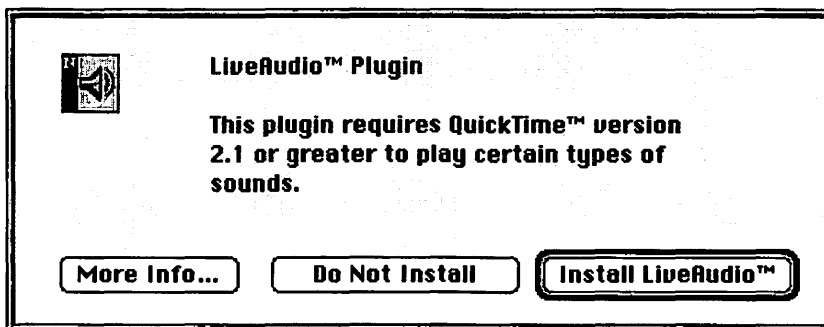 N
LiveAudio™ Plugin
This plugin requires QuickTime™ version
2.1 or greater to play certain types of
sounds.
More Info...
Do Not Install
Install LiveAudio™